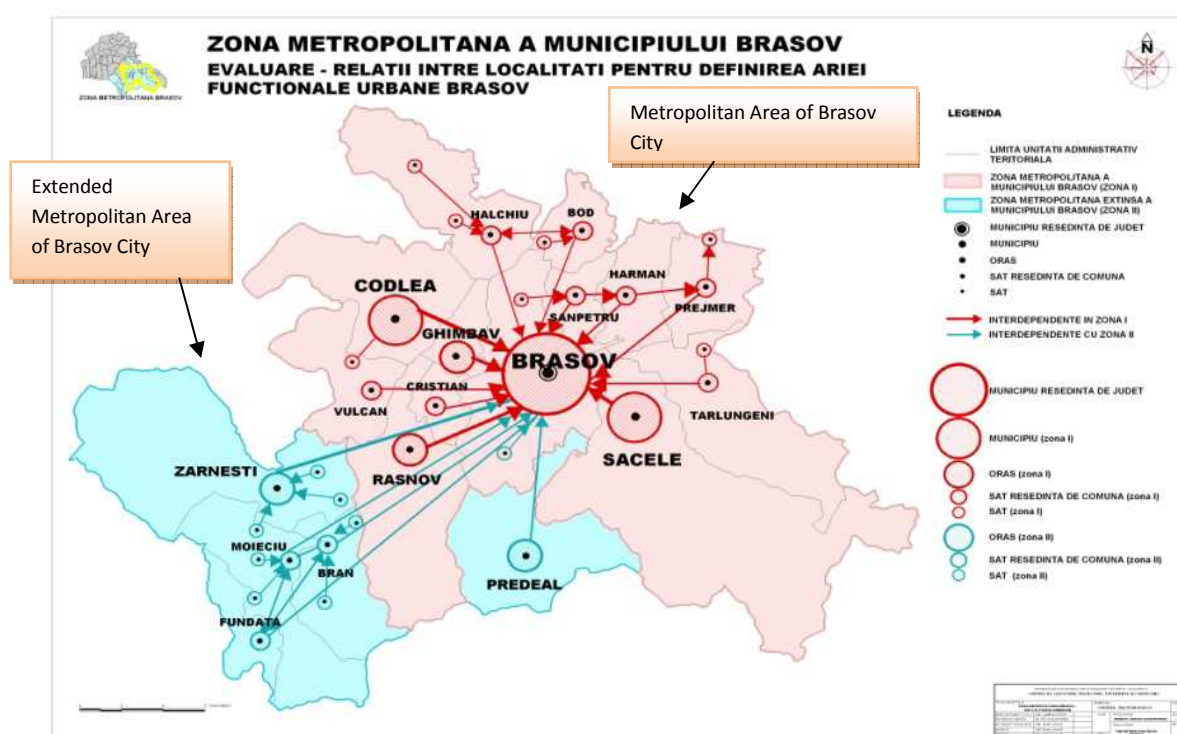 ZONA METROPOLITANA A MUNICIPIULUI BRASOV
EVALUARE - RELATII INTRE LOCALITATI PENTRU DEFINIREA ARIEI
FUNCTIONALE URBANE BRASOV
ZONA METROPOLITANA BRASOV
N
Metropolitan Area of Brasov
City
Extended
Metropolitan Area
of Brasov City
HALCHIU
BOD
HARMAN
CODLEA
SANPETRU
PREJMER
GHIMBAV
BRASOV
CRISTIAN
VULCAN
TARLUNGENI
SACELE
RASNOV
ZARNESTI
MOIECIU
BRAN
PREDEAL
FUNDATA
LEGENDA
LIMITA UNITATII ADMINISTRATIV
TERITORIALA
ZONA METROPOLITANA A
MUNICIPIULUI BRASOV (ZONA I)
ZONA METROPOLITANA EXTINSA A
MUNICIPIULUI BRASOV (ZONA II)
MUNICIPIU RESEDINTA DE JUDET
MUNICIPIU
ORAS
SAT RESEDINTA DE COMUNA
SAT
INTERDEPENDENTE IN ZONA I
INTERDEPENDENTE CU ZONA II
MUNICIPIU RESEDINTA DE JUDET
MUNICIPIU (zona I)
ORAS (zona I)
SAT RESEDINTA DE COMUNA (zona I)
SAT (zona I)
ORAS (zona II)
SAT RESEDINTA DE COMUNA (zona II)
SAT (zona II)